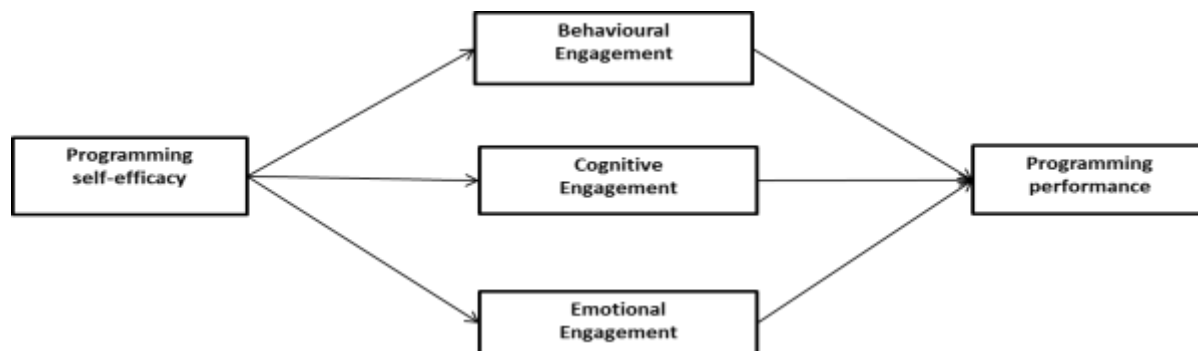 Behavioural
Engagement
Programming
self-efficacy
Cognitive
Engagement
Programming
performance
Emotional
Engagement